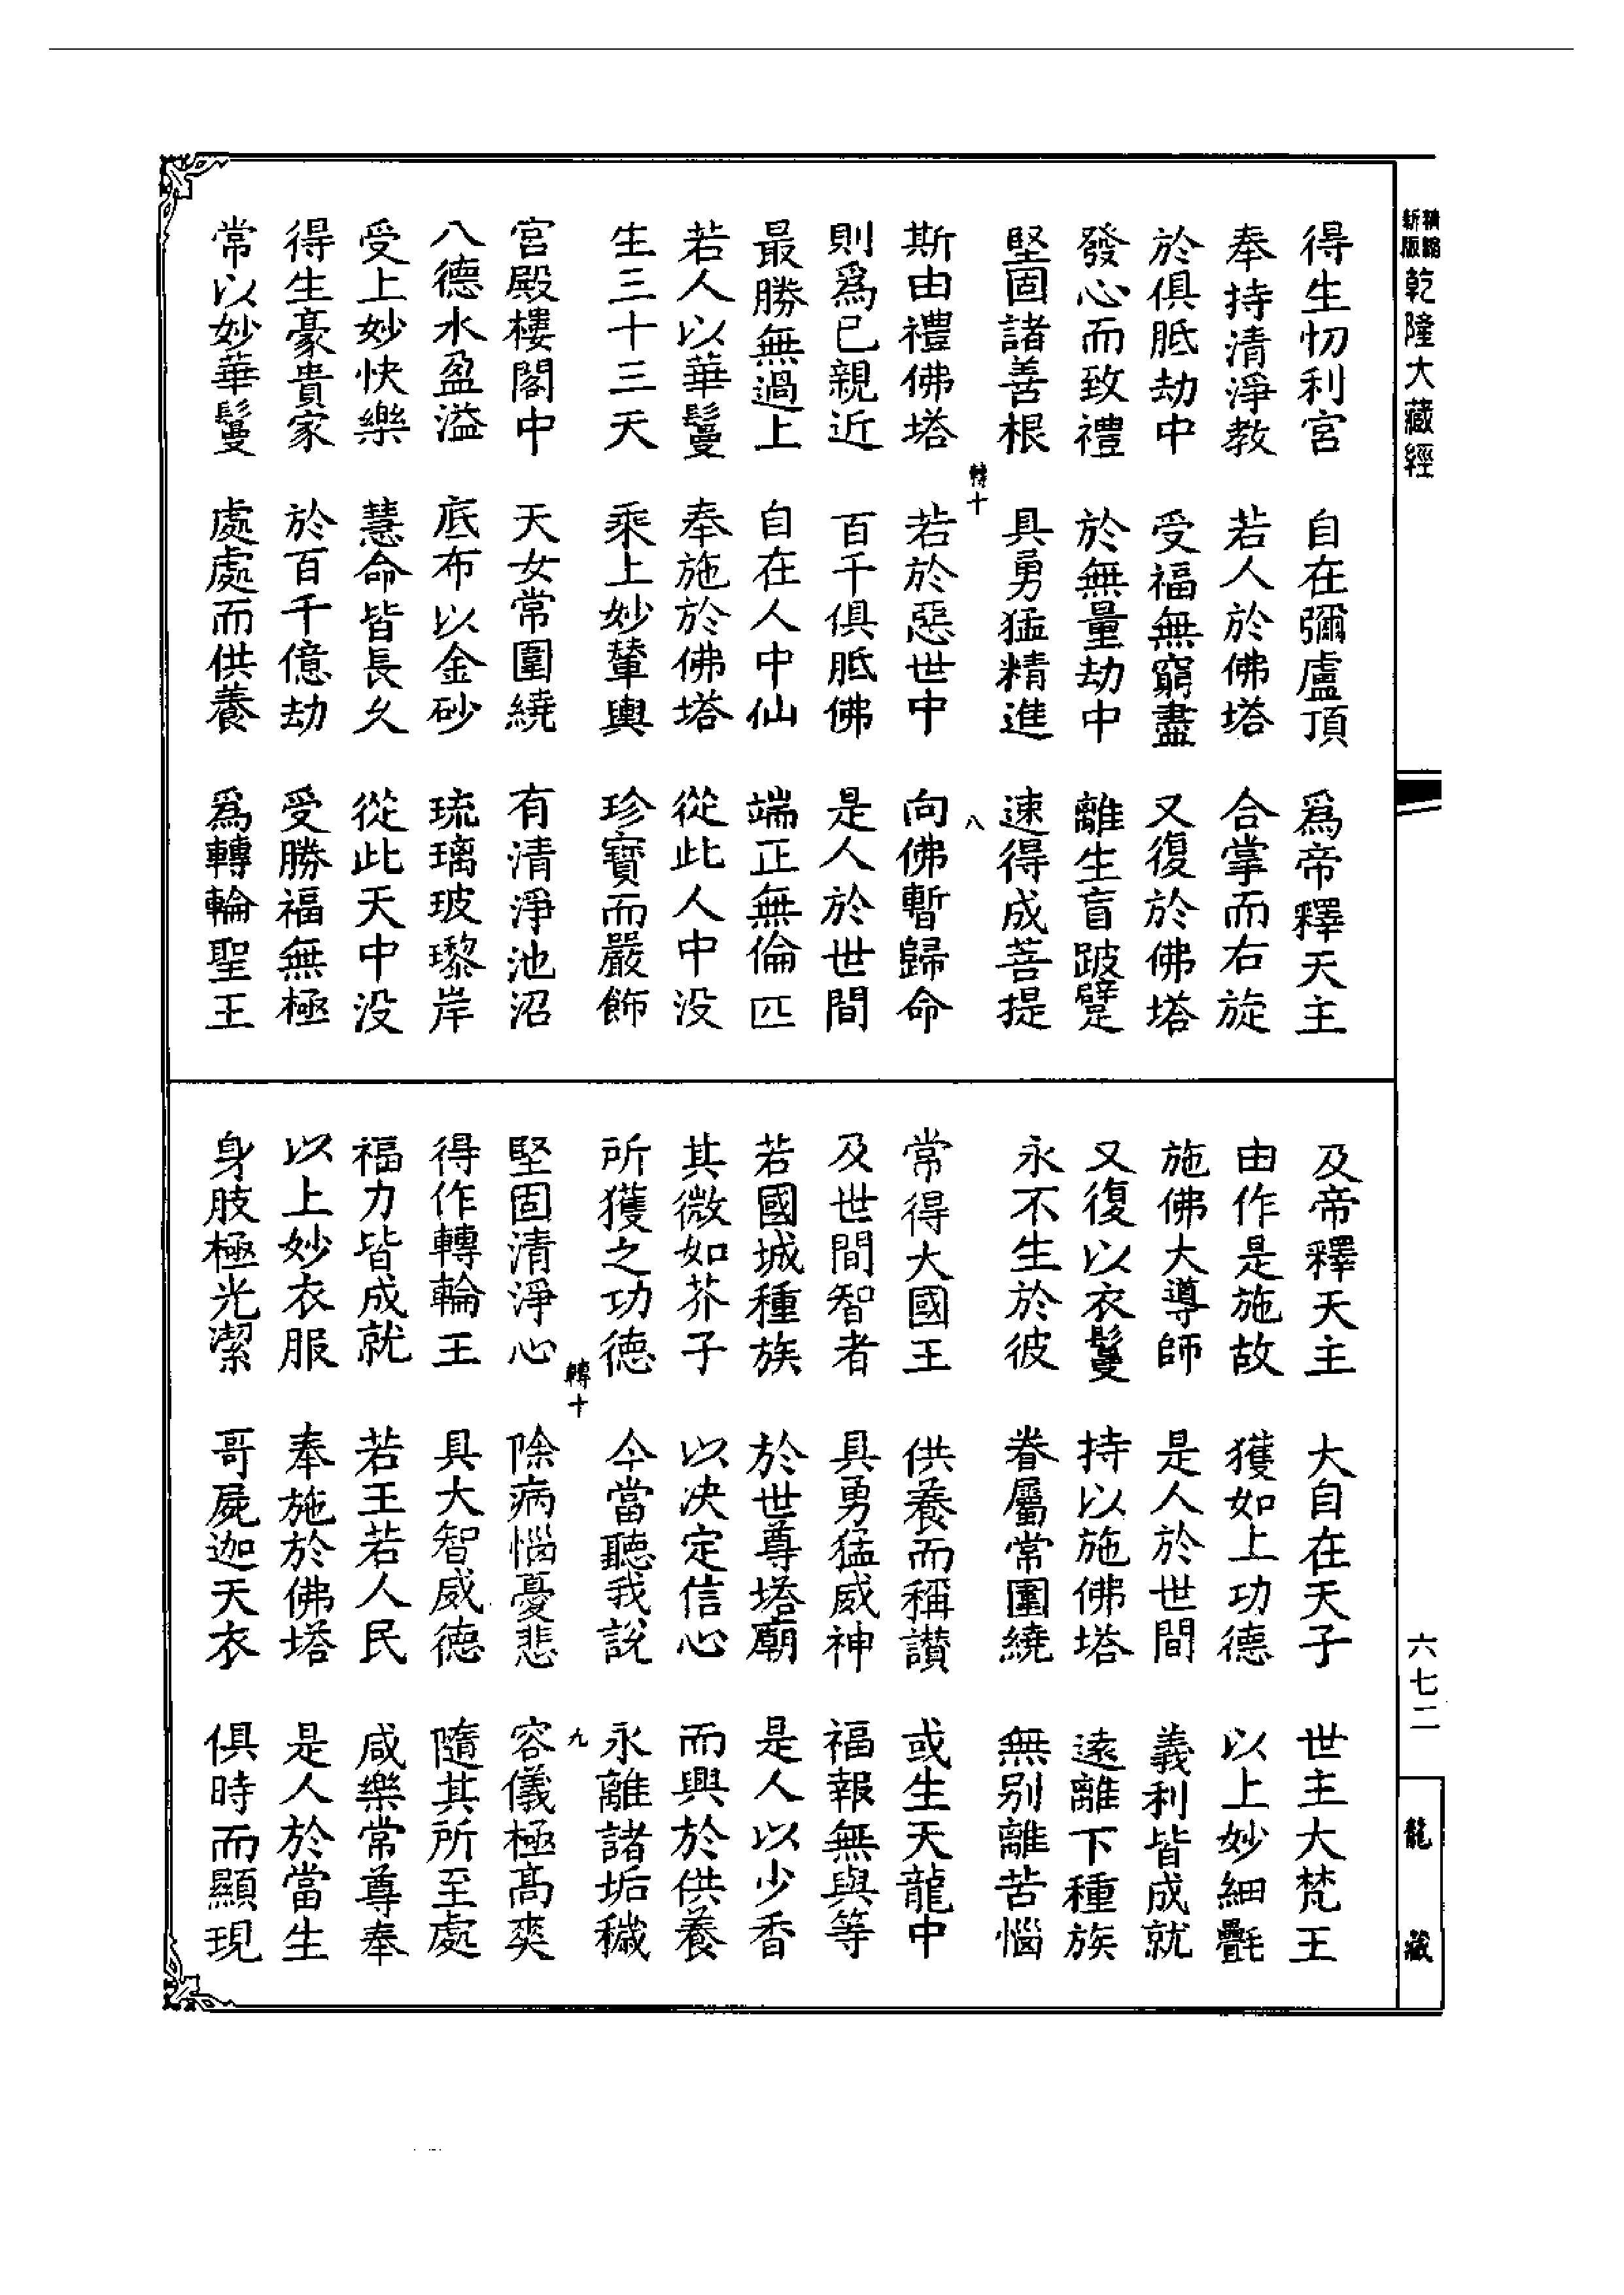 精縮新版乾隆大藏經
得生忉利宮　自在彌盧頂　爲帝釋天主
奉持清淨教　若人於佛塔　合掌而右旋
於俱胝劫中　受福無窮盡　又復於佛塔
發心而致禮　於無量劫中　離生盲跛躄
堅固諸善根　具勇猛精進　速得成菩提
轉十　八
斯由禮佛塔　若於惡世中　向佛暫歸命
則爲已親近　百千俱胝佛　是人於世間
最勝無過上　自在人中仙　端正無倫匹
若人以華鬘　奉施於佛塔　從此人中没
生三十三天　乘上妙輦輿　珍寶而嚴飾
宮殿樓閣中　天女常圍繞　有清淨池沼
八德水盈溢　底布以金砂　琉璃玻瓈岸
受上妙快樂　慧命皆長久　從此天中没
得生豪貴家　於百千億劫　受勝福無極
常以妙華鬘　處處而供養　爲轉輪聖王
及帝釋天主　大自在天子　世主大梵王
由作是施故　獲如上功德　以上妙細氎
施佛大導師　是人於世間　義利皆成就
又復以衣鬘　持以施佛塔　遠離下種族
永不生於彼　眷屬常圍繞　無别離苦惱
常得大國王　供養而稱讃　或生天龍中
及世間智者　具勇猛威神　福報無與等
若國城種族　於世尊塔廟　是人以少香
其微如芥子　以决定信心　而興於供養
所獲之功德　今當聽我說　永離諸垢穢
轉十　九
堅固清淨心　除病惱憂悲　容儀極高奭
得作轉輪王　具大智威德　隨其所至處
福力皆成就　若王若人民　咸樂常尊奉
以上妙衣服　奉施於佛塔　是人於當生
身肢極光潔　哥屍迦天衣　俱時而顯現
六七二
龍藏